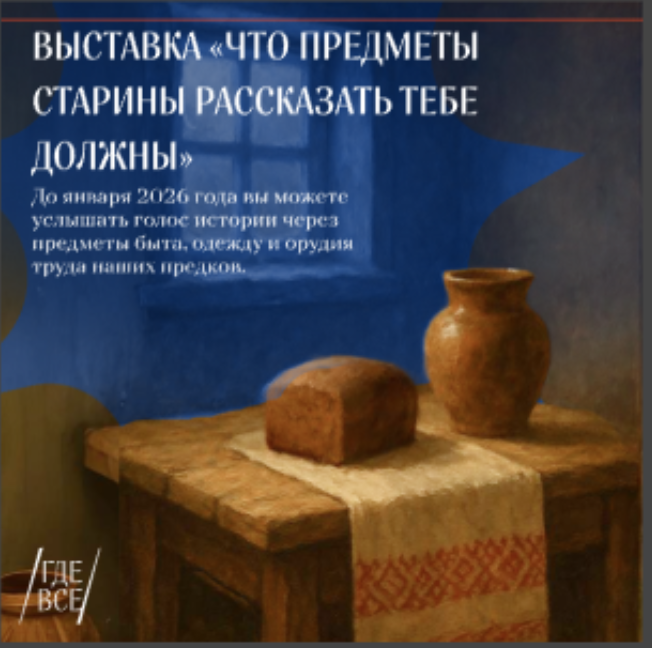 ВЫСТАВКА «ЧТО ПРЕДМЕТЫ
СТАРИНЫ РАССКАЗАТЬ ТЕБЕ
ДОЛЖНЫ»
До января 2026 года вы можете
услышать голос истории через
предметы быта, одежду и орудия
труда наших предков.
/ГДЕ
ВСЕ/